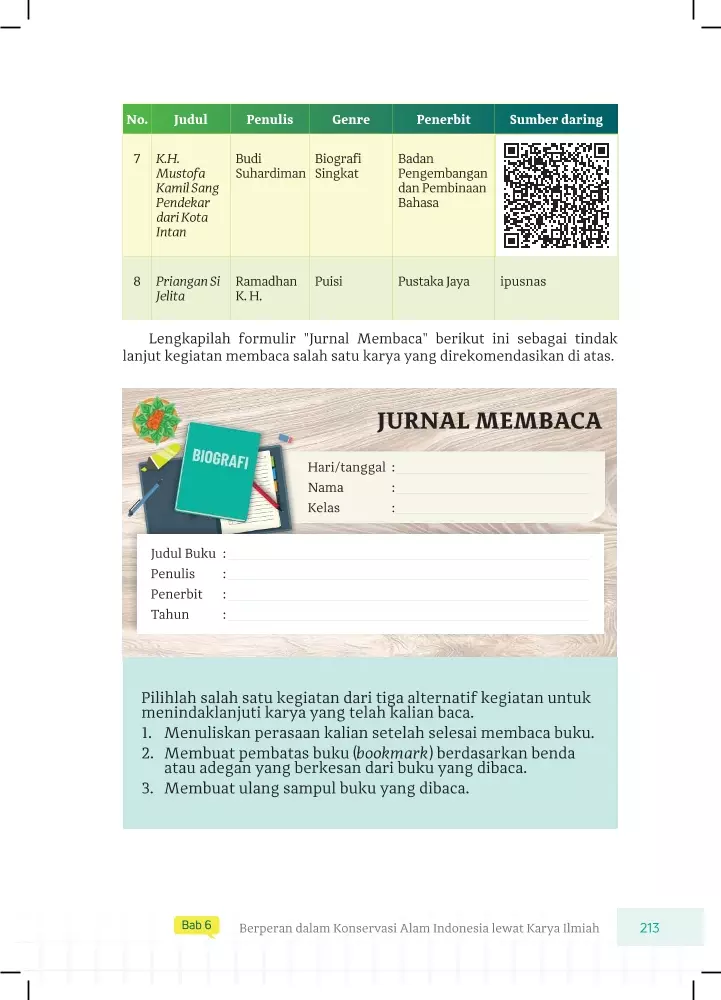 No. Judul Penulis Genre Penerbit Sumber daring
7 K.H. Mustofa Kamil Sang Pendekar dari Kota Intan Budi Suhardiman Biografi Singkat Badan Pengembangan dan Pembinaan Bahasa
8 Priangan Si Jelita Ramadhan K. H. Puisi Pustaka Jaya ipusnas
Lengkapilah formulir "Jurnal Membaca" berikut ini sebagai tindak
lanjut kegiatan membaca salah satu karya yang direkomendasikan di atas.
JURNAL MEMBACA
BIOGRAFI
Hari/tanggal :
Nama :
Kelas :
Judul Buku :
Penulis :
Penerbit :
Tahun :
Pilihlah salah satu kegiatan dari tiga alternatif kegiatan untuk
menindaklanjuti karya yang telah kalian baca.
1. Menuliskan perasaan kalian setelah selesai membaca buku.
2. Membuat pembatas buku (bookmark) berdasarkan benda
atau adegan yang berkesan dari buku yang dibaca.
3. Membuat ulang sampul buku yang dibaca.
Bab 6 Berperan dalam Konservasi Alam Indonesia lewat Karya Ilmiah 213